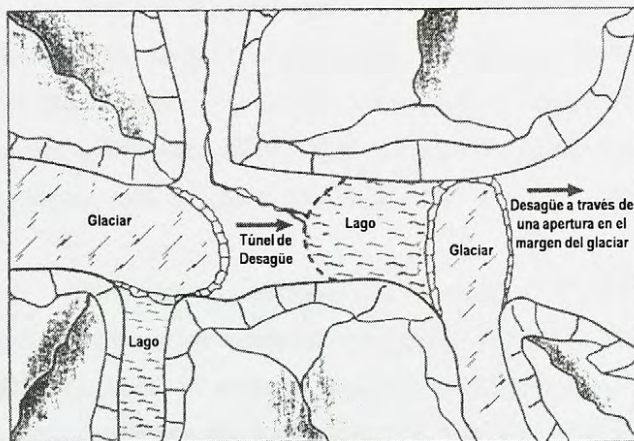 Glaciar
Túnel de
Desagüe
Lago
Glaciar
Desagüe a través de
una apertura en el
margen del glaciar
Lago